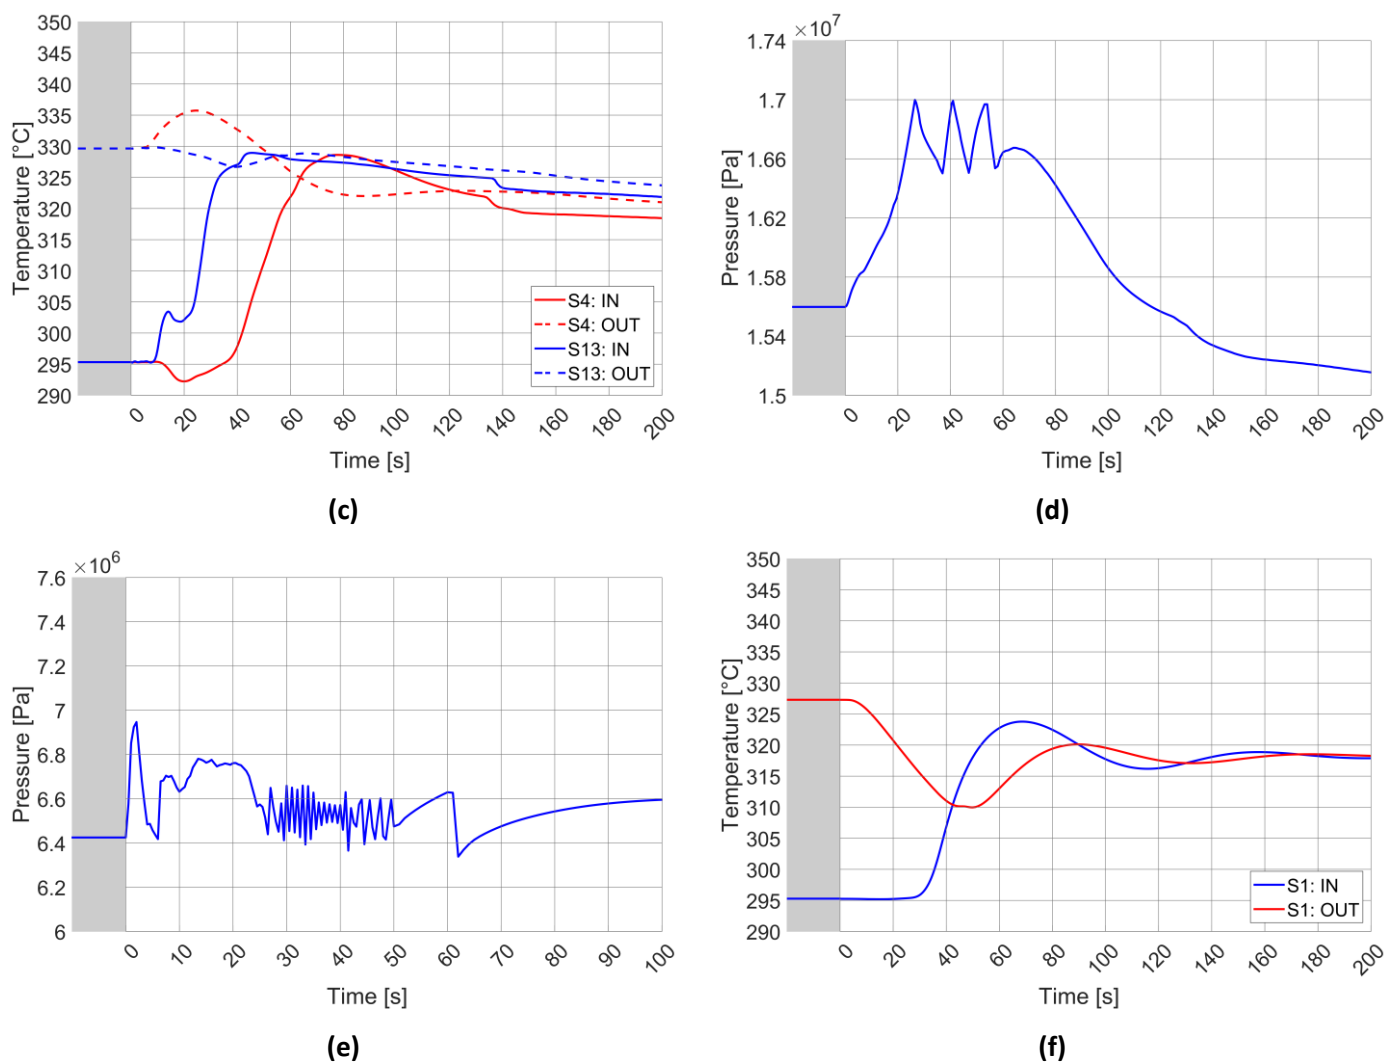 350
345
340
335
330
325
320
315
310
305
300
295
290
Temperature [°C]
S4: IN
S4: OUT
S13: IN
S13: OUT
0 20 40 60 80 100 120 140 160 180 200
Time [s]
(c)
×10⁷
1.74
1.7
1.66
1.62
1.58
1.54
1.5
Pressure [Pa]
0 20 40 60 80 100 120 140 160 180 200
Time [s]
(d)
×10⁶
7.6
7.4
7.2
7
6.8
6.6
6.4
6.2
6
Pressure [Pa]
0 10 20 30 40 50 60 70 80 90 100
Time [s]
(e)
350
345
340
335
330
325
320
315
310
305
300
295
290
Temperature [°C]
S1: IN
S1: OUT
0 20 40 60 80 100 120 140 160 180 200
Time [s]
(f)